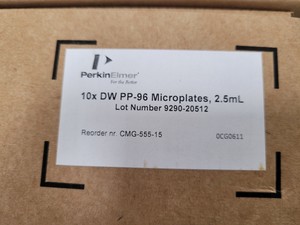 PerkinElmer
For the Better
10x DW PP-96 Microplates, 2.5mL
Lot Number 9290-20512
Reorder nr. CMG-555-15 0CGD611